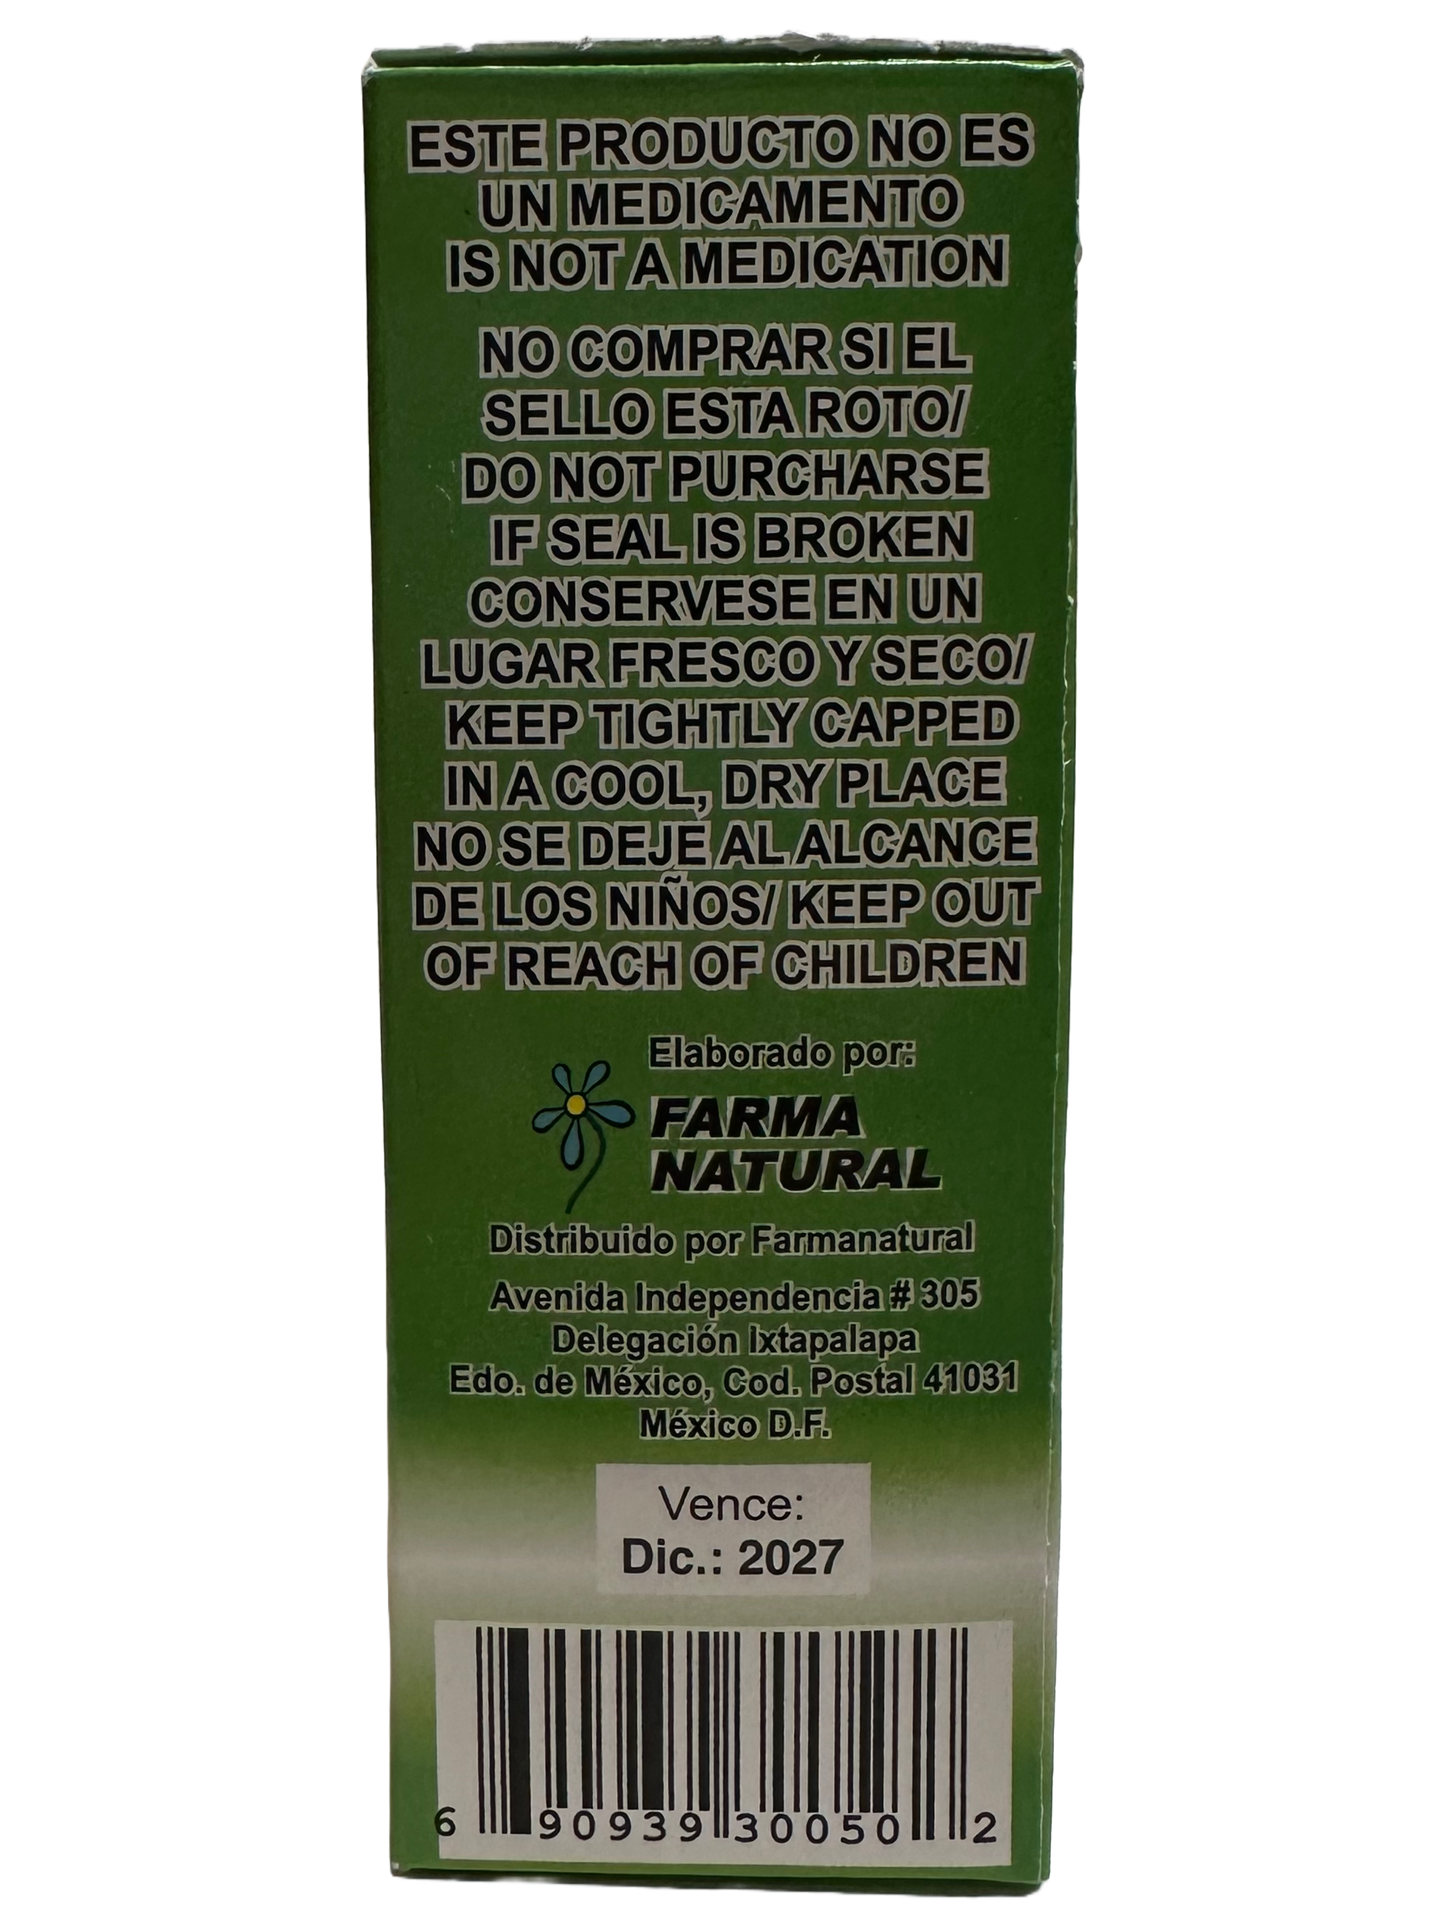 ESTE PRODUCTO NO ES
UN MEDICAMENTO
IS NOT A MEDICATION
NO COMPRAR SI EL
SELLO ESTA ROTO/
DO NOT PURCHARSE
IF SEAL IS BROKEN
CONSERVESE EN UN
LUGAR FRESCO Y SECO/
KEEP TIGHTLY CAPPED
IN A COOL, DRY PLACE
NO SE DEJÉ AL ALCANCE
DE LOS NIÑOS/ KEEP OUT
OF REACH OF CHILDREN
Elaborado por:
FARMA
NATURAL
Distribuido por Farmanatural
Avenida Independencia # 305
Delegación Ixtapalapa
Edo. de México, Cod. Postal 41031
México D.F.
Vence:
Dic.: 2027
6 90939 30050 2